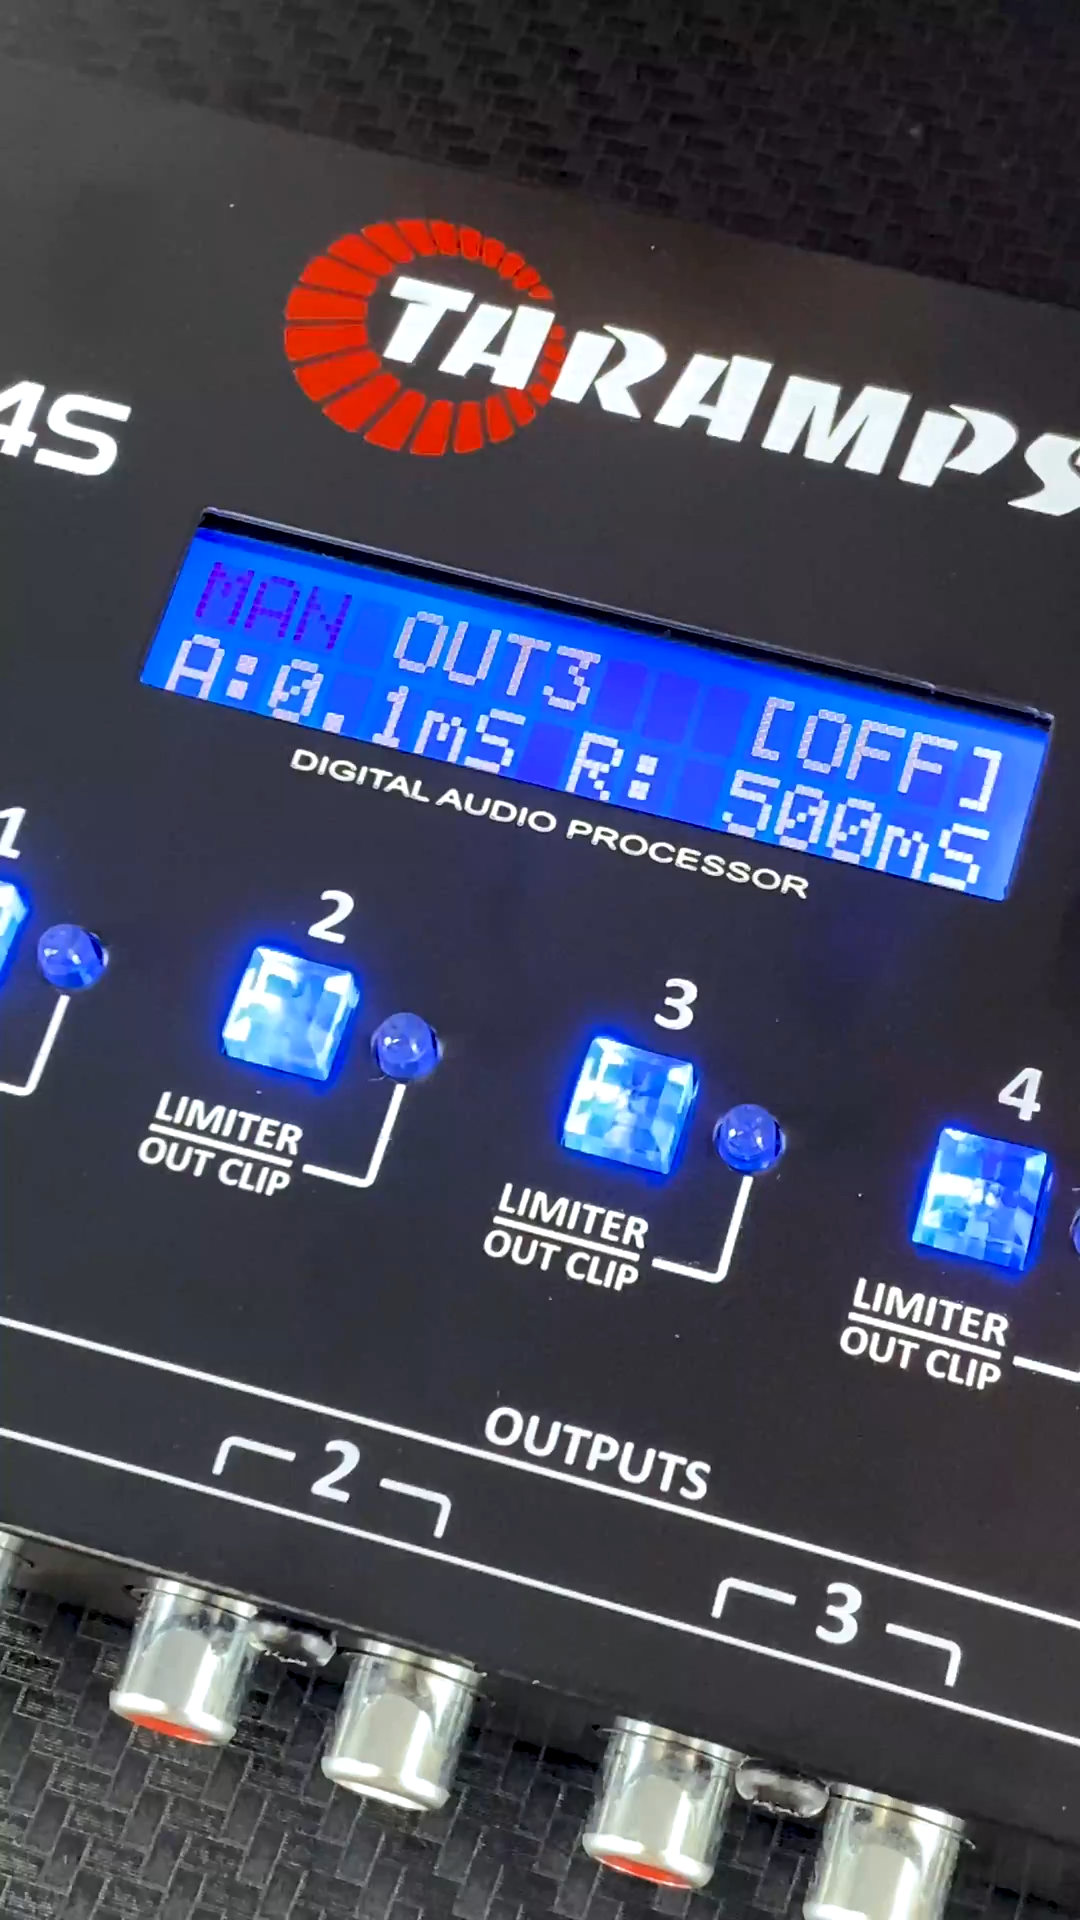 TARAMPS
4S
MAN OUT3 [OFF]
A:0.1mS R: 500mS
DIGITAL AUDIO PROCESSOR
1
2
3
4
LIMITER
OUT CLIP
LIMITER
OUT CLIP
LIMITER
OUT CLIP
OUTPUTS
2
3